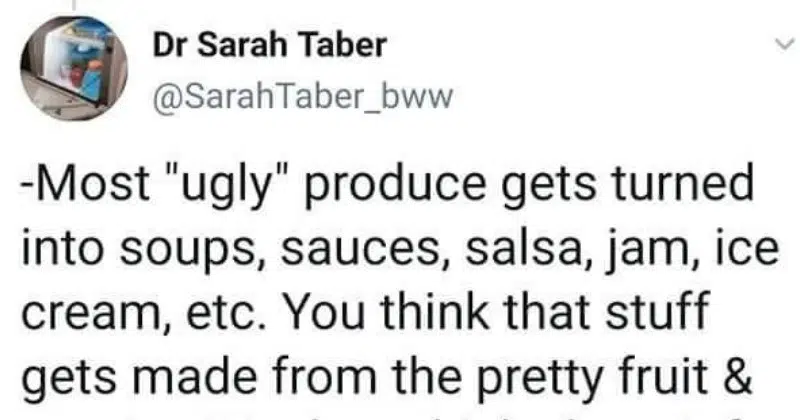 Dr Sarah Taber
@SarahTaber_bww
-Most "ugly" produce gets turned
into soups, sauces, salsa, jam, ice
cream, etc. You think that stuff
gets made from the pretty fruit &